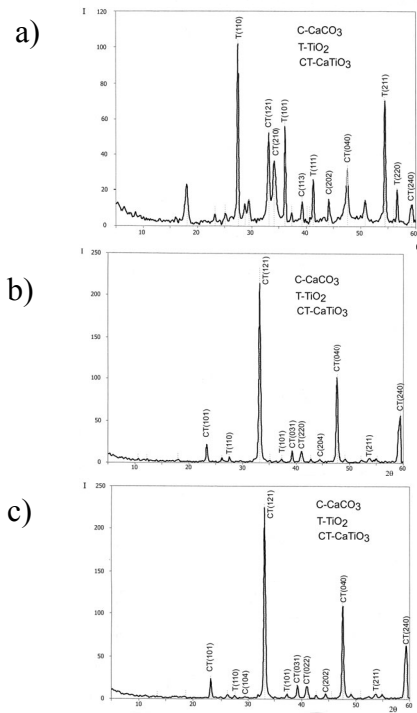 a)
I
120
100
80
60
40
20
0
10
20
30
40
50
60
C-CaCO3
T-TiO2
CT-CaTiO3
T(110)
CT(121)
CT(210)
T(101)
C(113)
T(111)
C(202)
CT(040)
T(211)
T(220)
CT(240)
b)
I
250
200
150
100
50
0
10
20
30
40
50
2θ
60
C-CaCO3
T-TiO2
CT-CaTiO3
CT(101)
T(110)
CT(121)
T(101)
CT(031)
CT(220)
C(204)
CT(040)
T(211)
CT(240)
c)
I
250
200
150
100
50
0
10
20
30
40
50
2θ
60
C-CaCO3
T-TiO2
CT-CaTiO3
CT(101)
T(110)
C(104)
CT(121)
T(101)
CT(031)
CT(022)
C(202)
CT(040)
T(211)
CT(240)